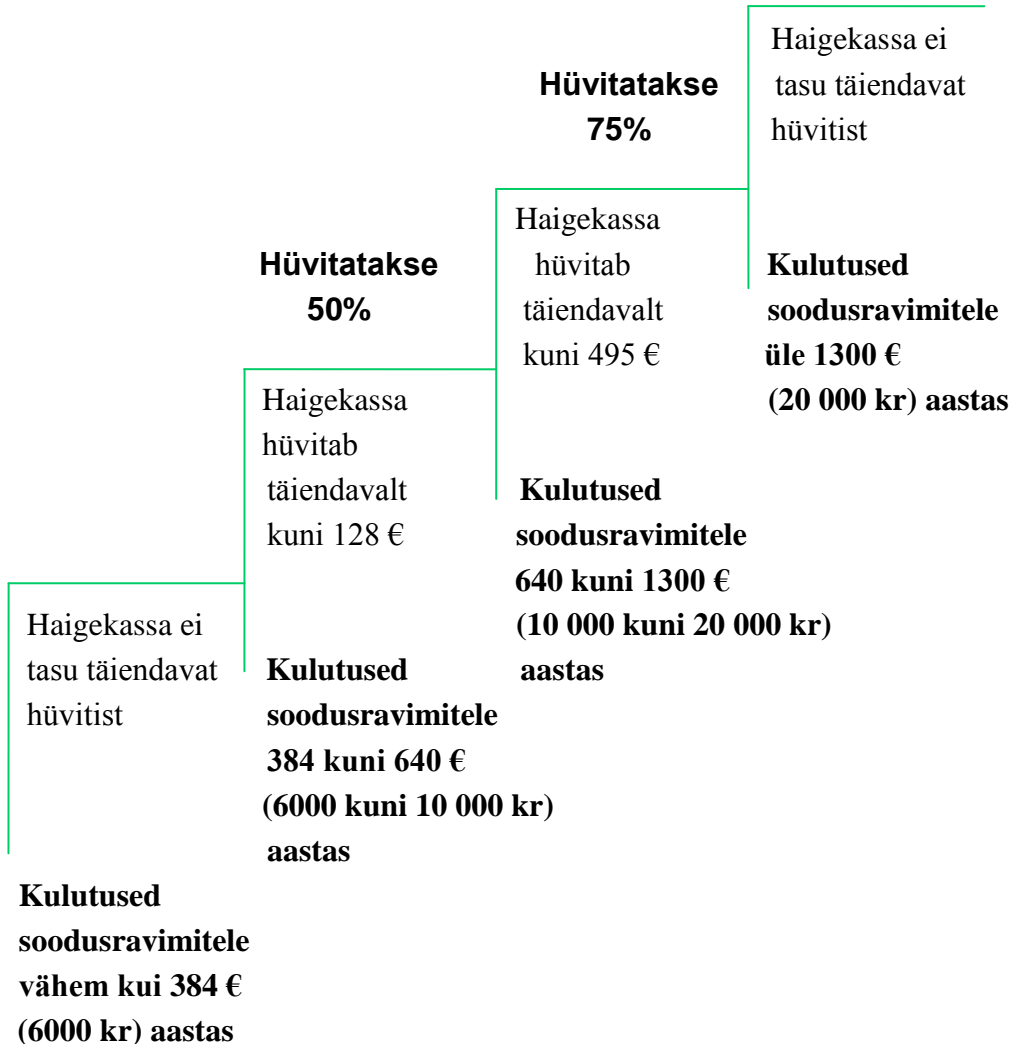 Haigekassa ei
tasu täiendavat
hüvitist
Hüvitatakse
75%
Haigekassa
hüvitab
täiendavalt
kuni 495 €
Kulutused
soodusravimitele
üle 1300 €
(20 000 kr) aastas
Hüvitatakse
50%
Haigekassa
hüvitab
täiendavalt
kuni 128 €
Kulutused
soodusravimitele
640 kuni 1300 €
(10 000 kuni 20 000 kr)
aastas
Haigekassa ei
tasu täiendavat
hüvitist
Kulutused
soodusravimitele
384 kuni 640 €
(6000 kuni 10 000 kr)
aastas
Kulutused
soodusravimitele
vähem kui 384 €
(6000 kr) aastas